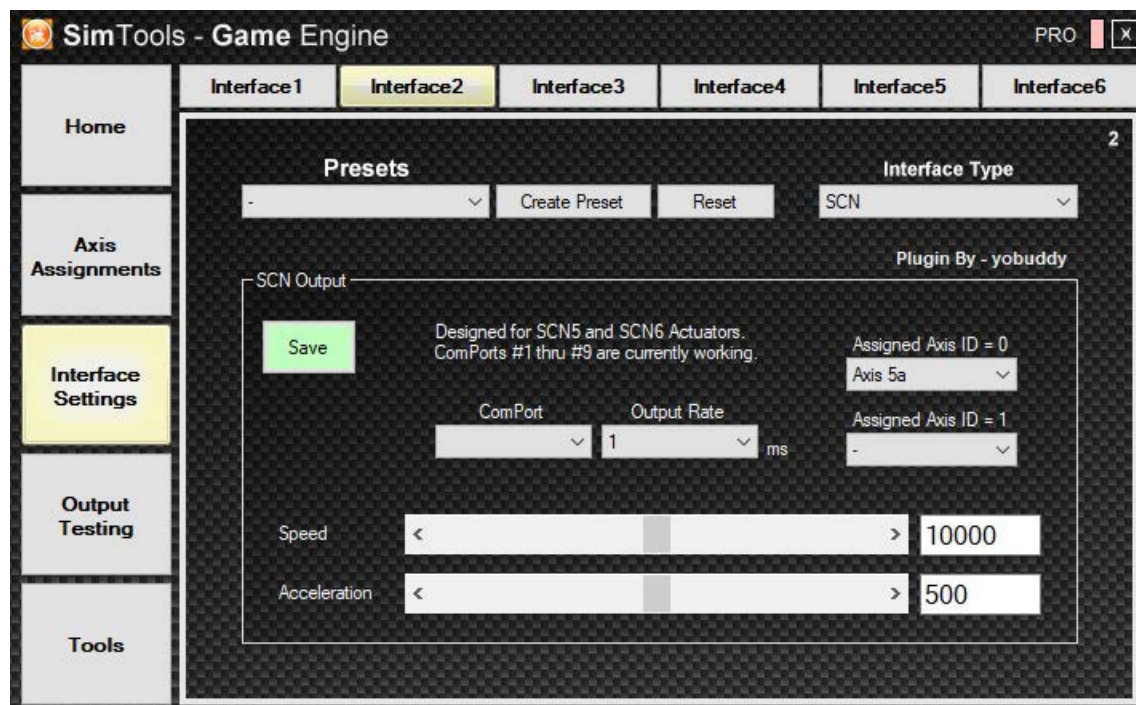 SimTools - Game Engine
PRO
X
Interface1
Interface2
Interface3
Interface4
Interface5
Interface6
Home
Axis
Assignments
Interface
Settings
Output
Testing
Tools
2
Presets
-
Create Preset
Reset
Interface Type
SCN
Plugin By - yobuddy
SCN Output
Save
Designed for SCN5 and SCN6 Actuators.
ComPorts #1 thru #9 are currently working.
Assigned Axis ID = 0
Axis 5a
ComPort
Output Rate
1
ms
Assigned Axis ID = 1
-
Speed
<
>
10000
Acceleration
<
>
500